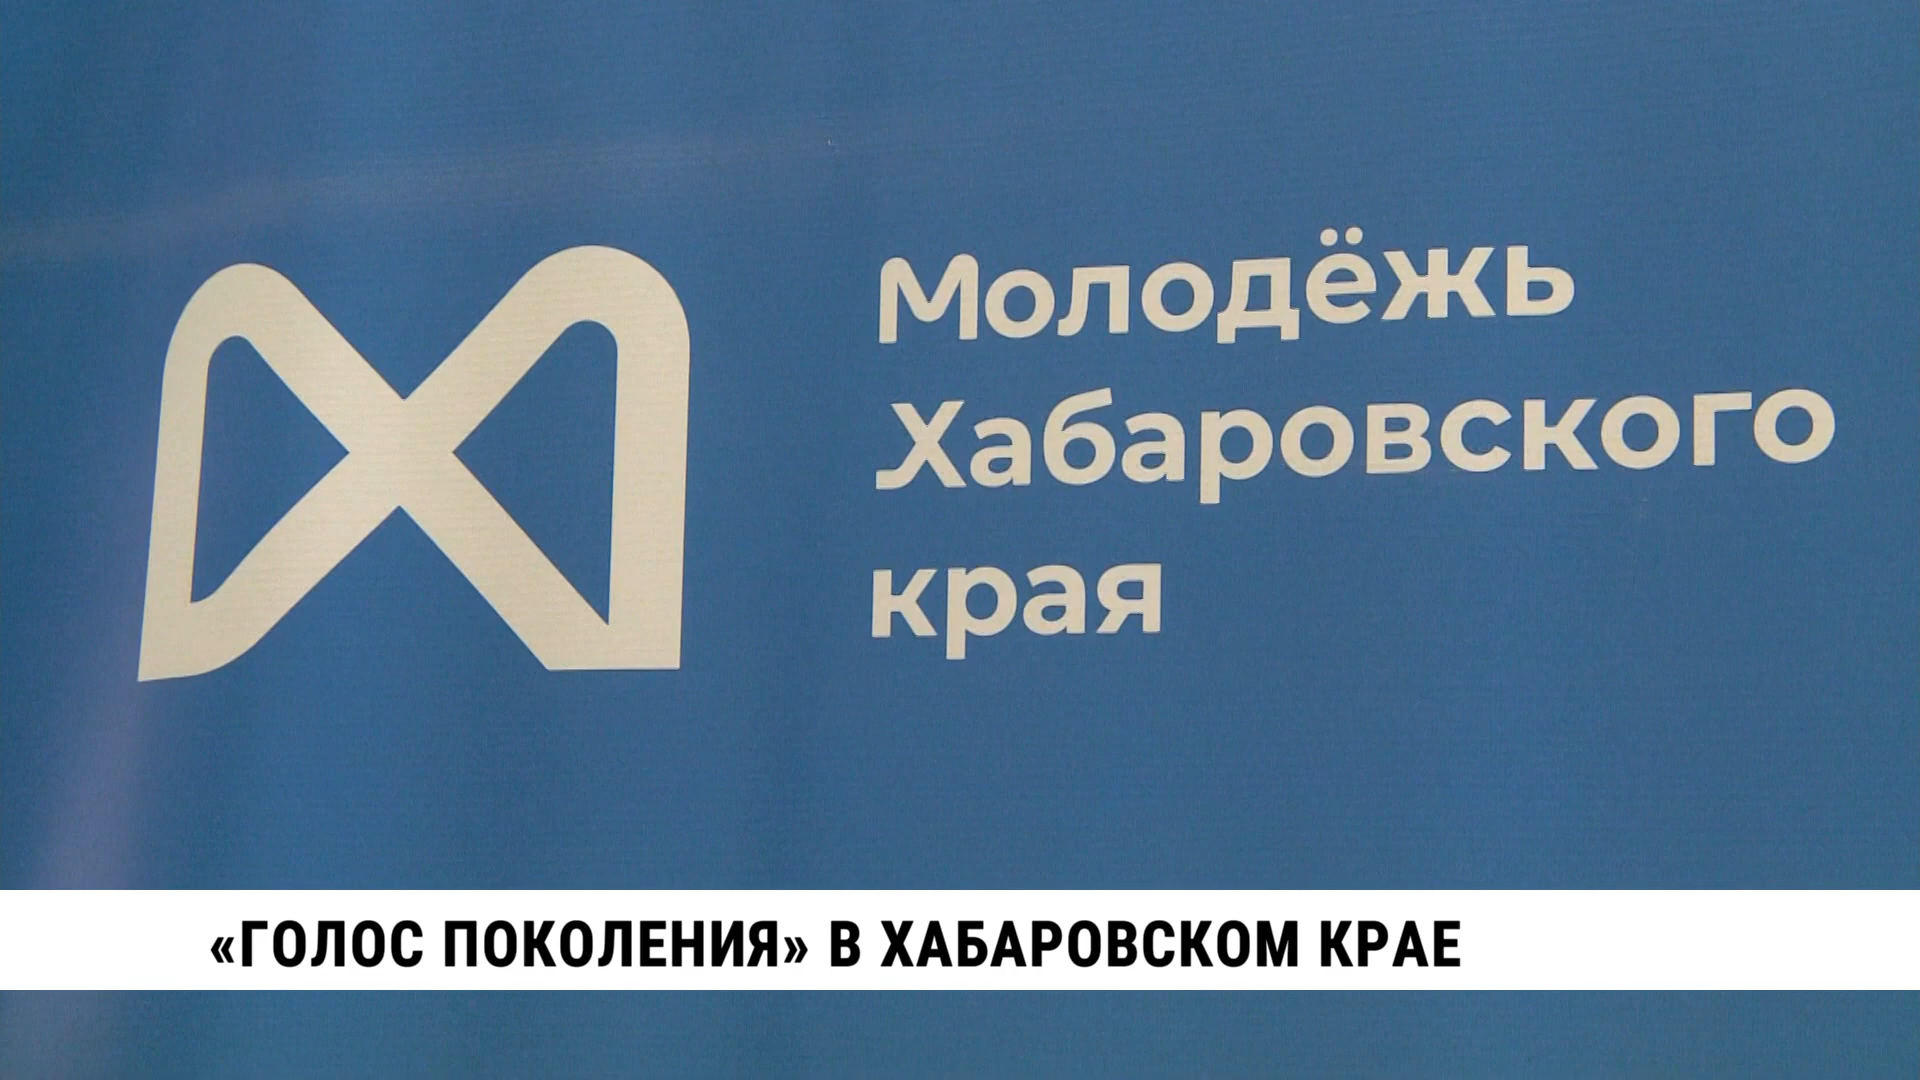 Молодёжь
Хабаровского
края
«ГОЛОС ПОКОЛЕНИЯ» В ХАБАРОВСКОМ КРАЕ